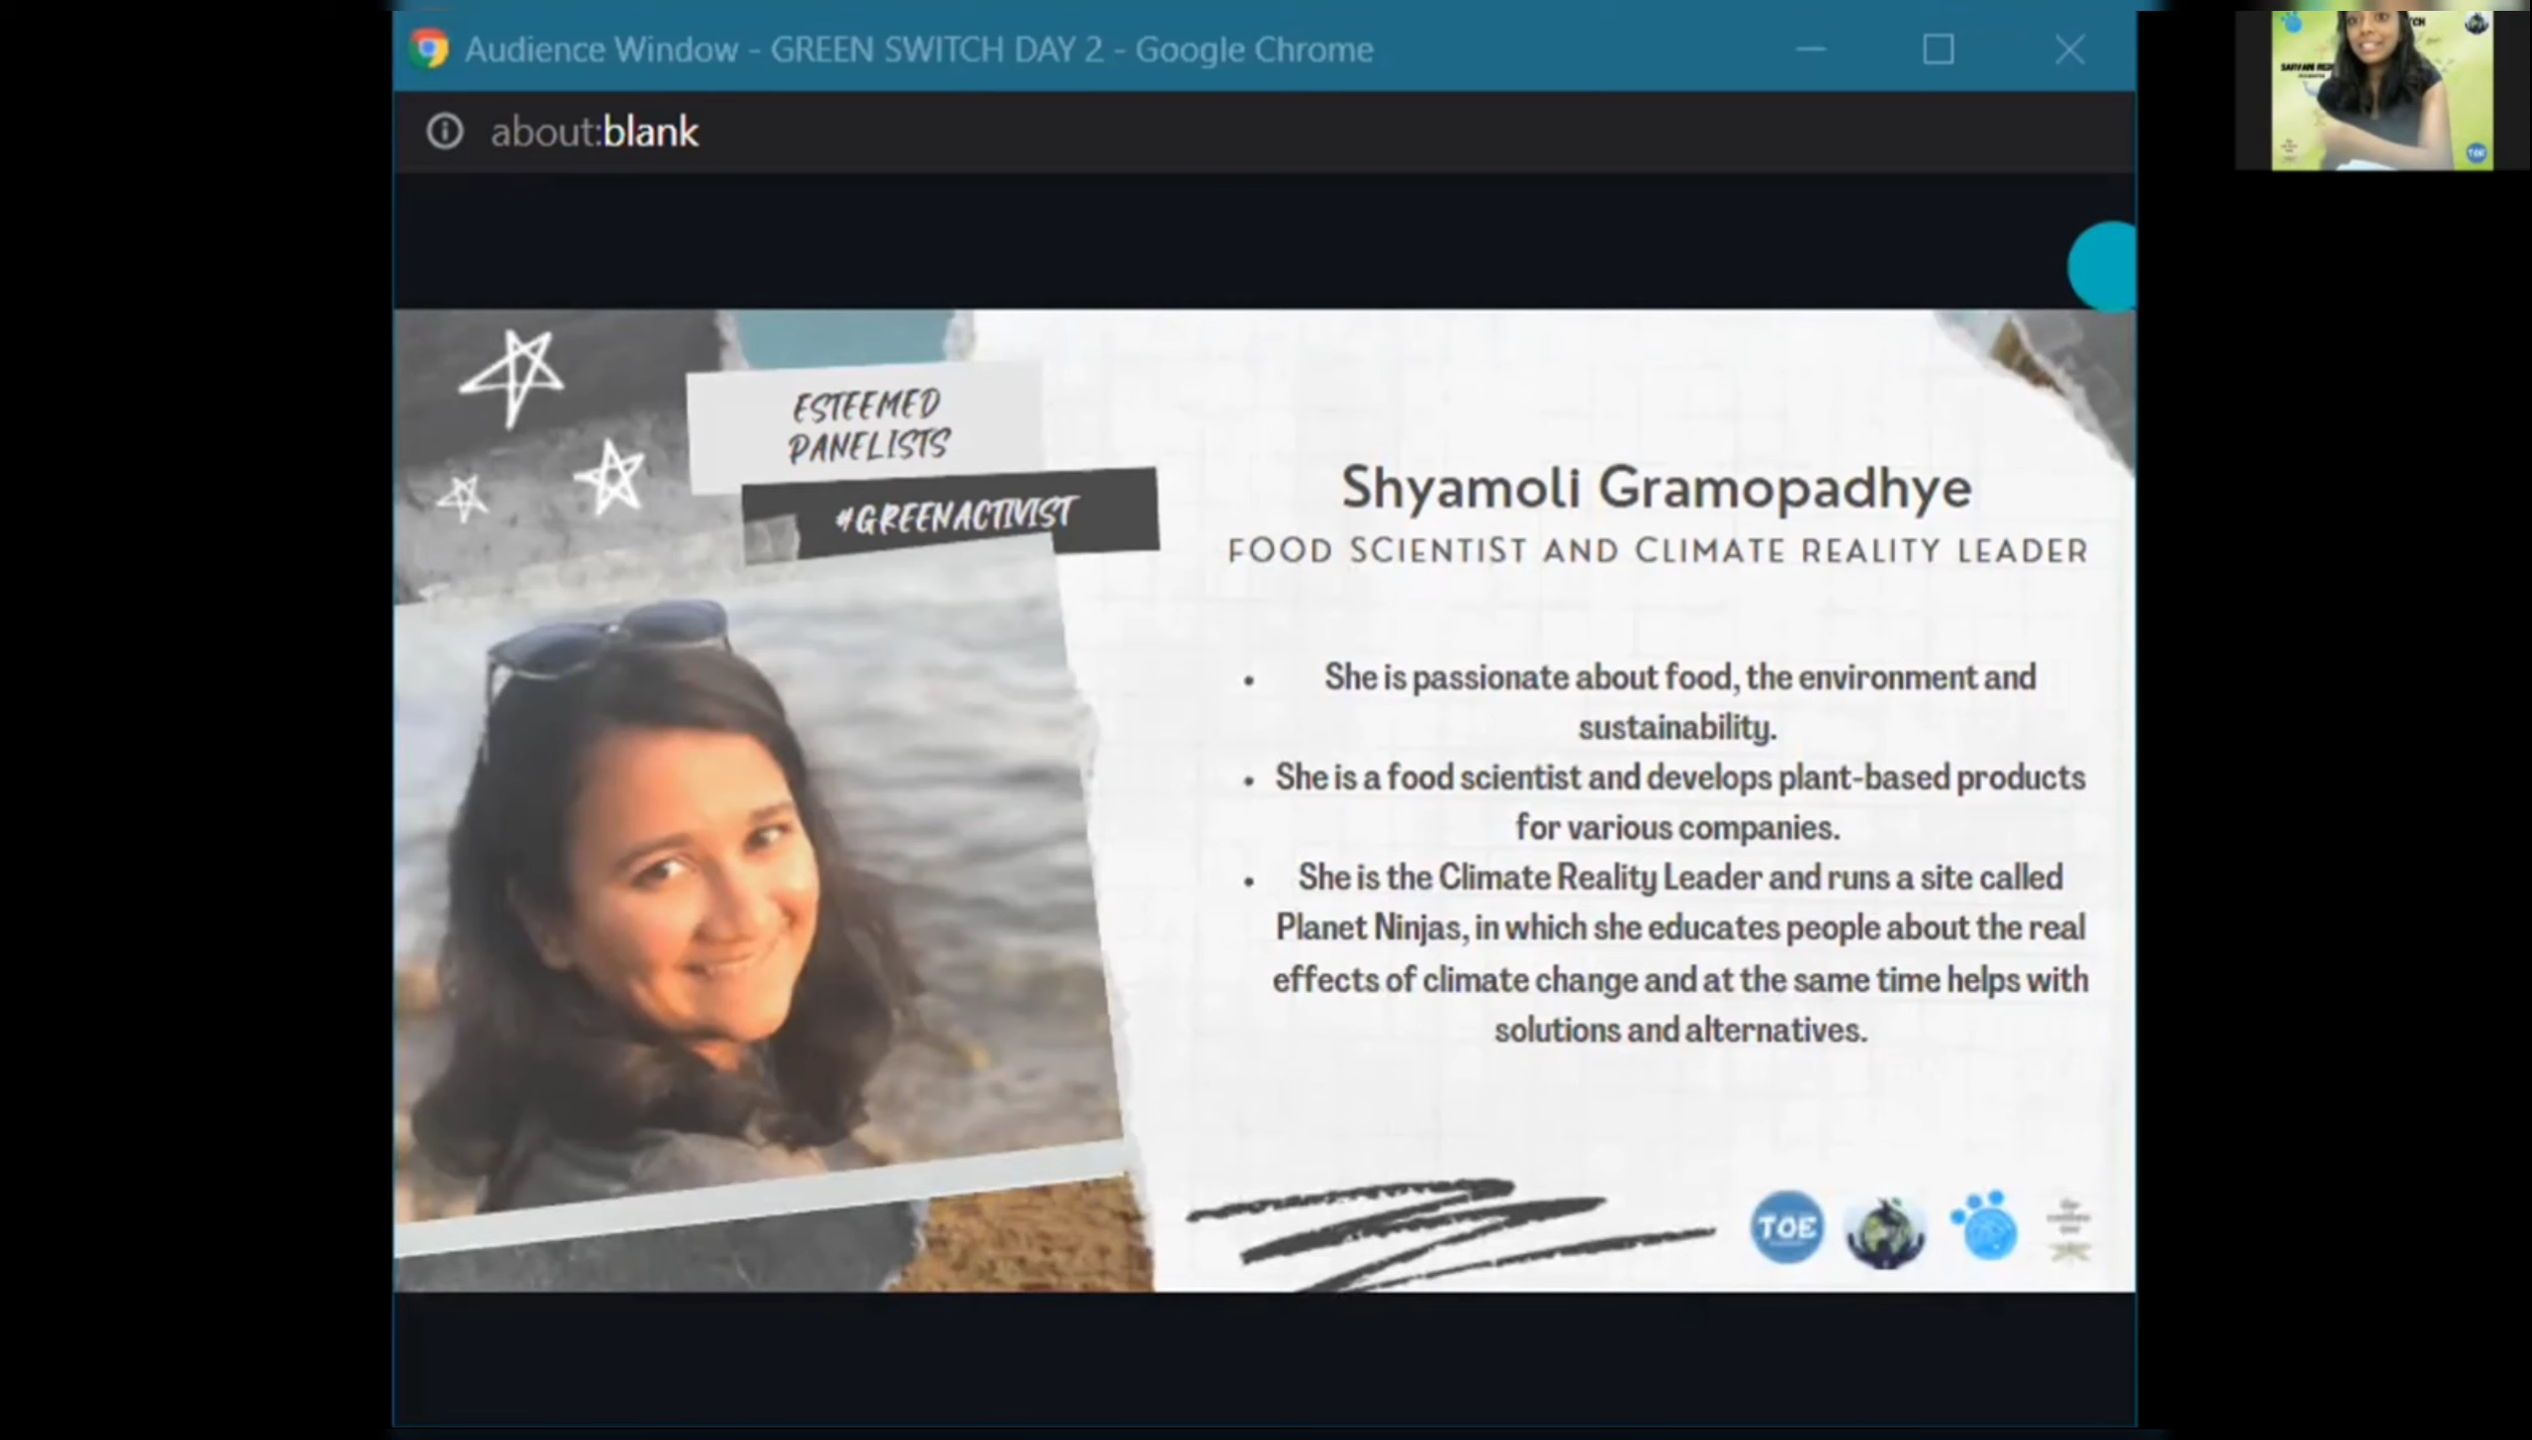 Audience Window - GREEN SWITCH DAY 2 - Google Chrome
about:blank
ESTEEMED
PANELISTS
#GREENACTIVIST
Shyamoli Gramopadhye
FOOD SCIENTIST AND CLIMATE REALITY LEADER
• She is passionate about food, the environment and
sustainability.
• She is a food scientist and develops plant-based products
for various companies.
• She is the Climate Reality Leader and runs a site called
Planet Ninjas, in which she educates people about the real
effects of climate change and at the same time helps with
solutions and alternatives.
TOE
TOE